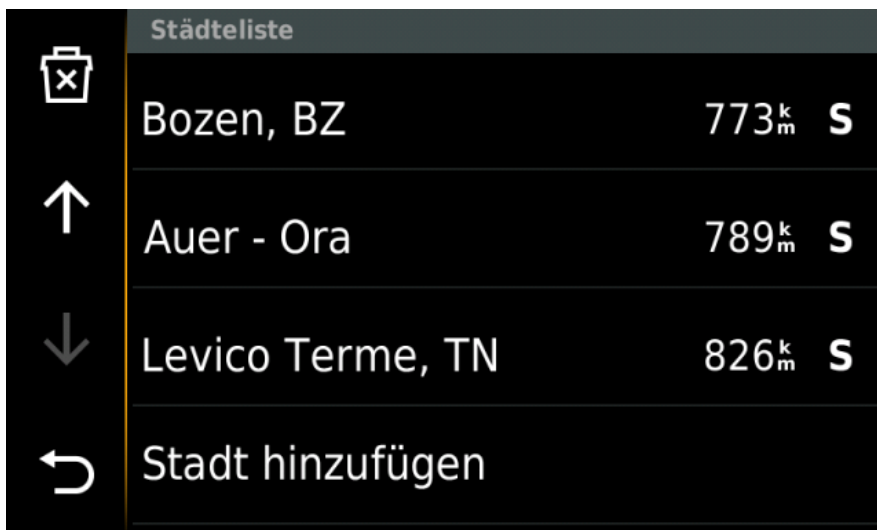 Städteliste
Bozen, BZ 773km S
Auer - Ora 789km S
Levico Terme, TN 826km S
Stadt hinzufügen